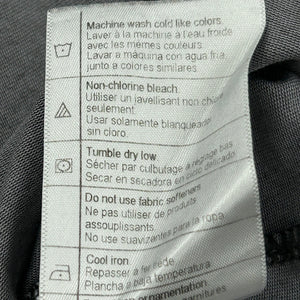 Machine wash cold like colors.
Laver à la machine à l'eau froide
avec les mêmes couleurs.
Lavar a máquina con agua fría,
junto a colores similares.
Non-chlorine bleach.
Utiliser un javellisant non
seulement.
Usar solamente blanqueador
sin cloro.
Tumble dry low
Sécher par culbutage à réglage bas
Secar en secadora en ciclo delicado.
Do not use fabric softeners
Ne pas utiliser de produits
assouplissants.
No use suavizantes para la ropa
Cool iron
Repasser à fer tiède
Plancha a baja temperatura
ornamentation